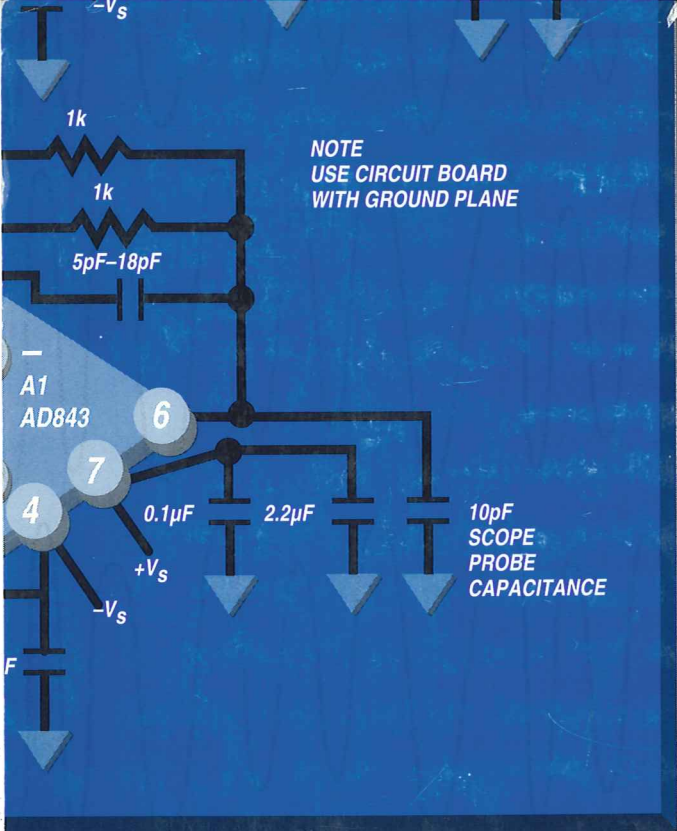 –VS
1k
NOTE
USE CIRCUIT BOARD
WITH GROUND PLANE
1k
5pF–18pF
–
A1
AD843
6
7
4
0.1µF
2.2µF
10pF
SCOPE
PROBE
CAPACITANCE
+VS
–VS
F